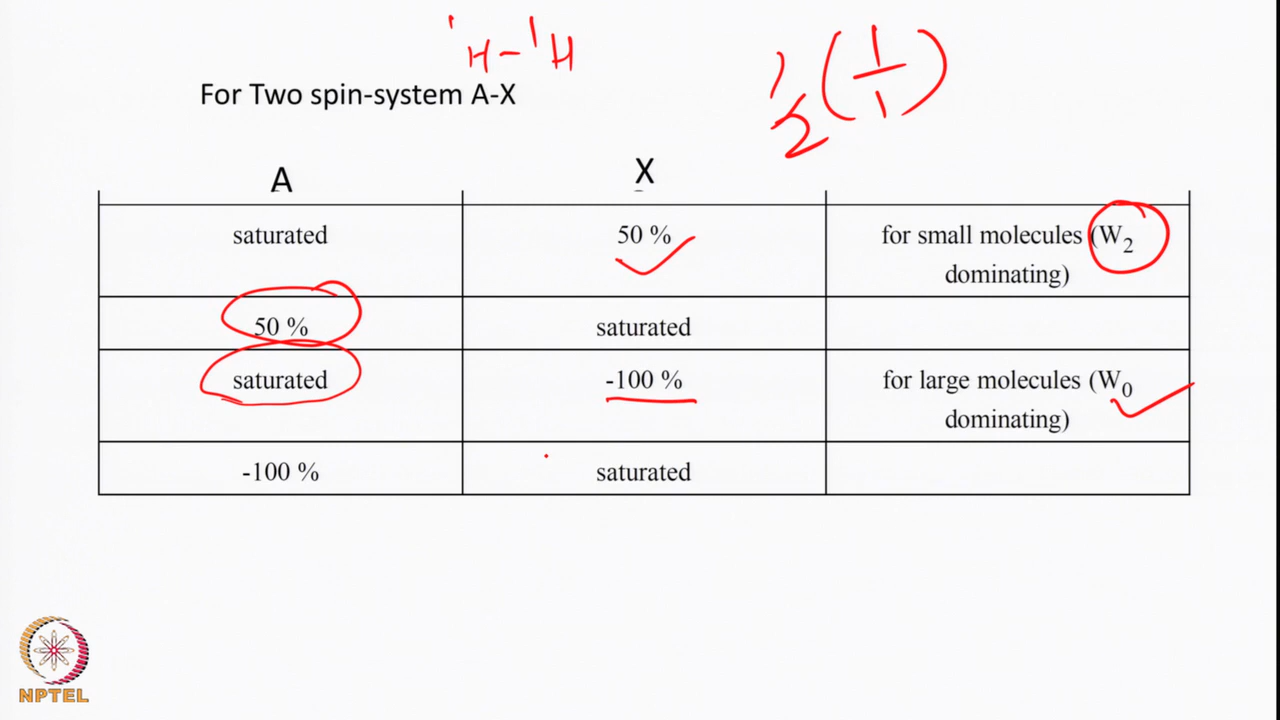 ¹H-¹H
1/2 (1/1)
For Two spin-system A-X
A X
saturated 50 % for small molecules (W₂
dominating)
50 % saturated
saturated -100 % for large molecules (W₀
dominating)
-100 % saturated
NPTEL